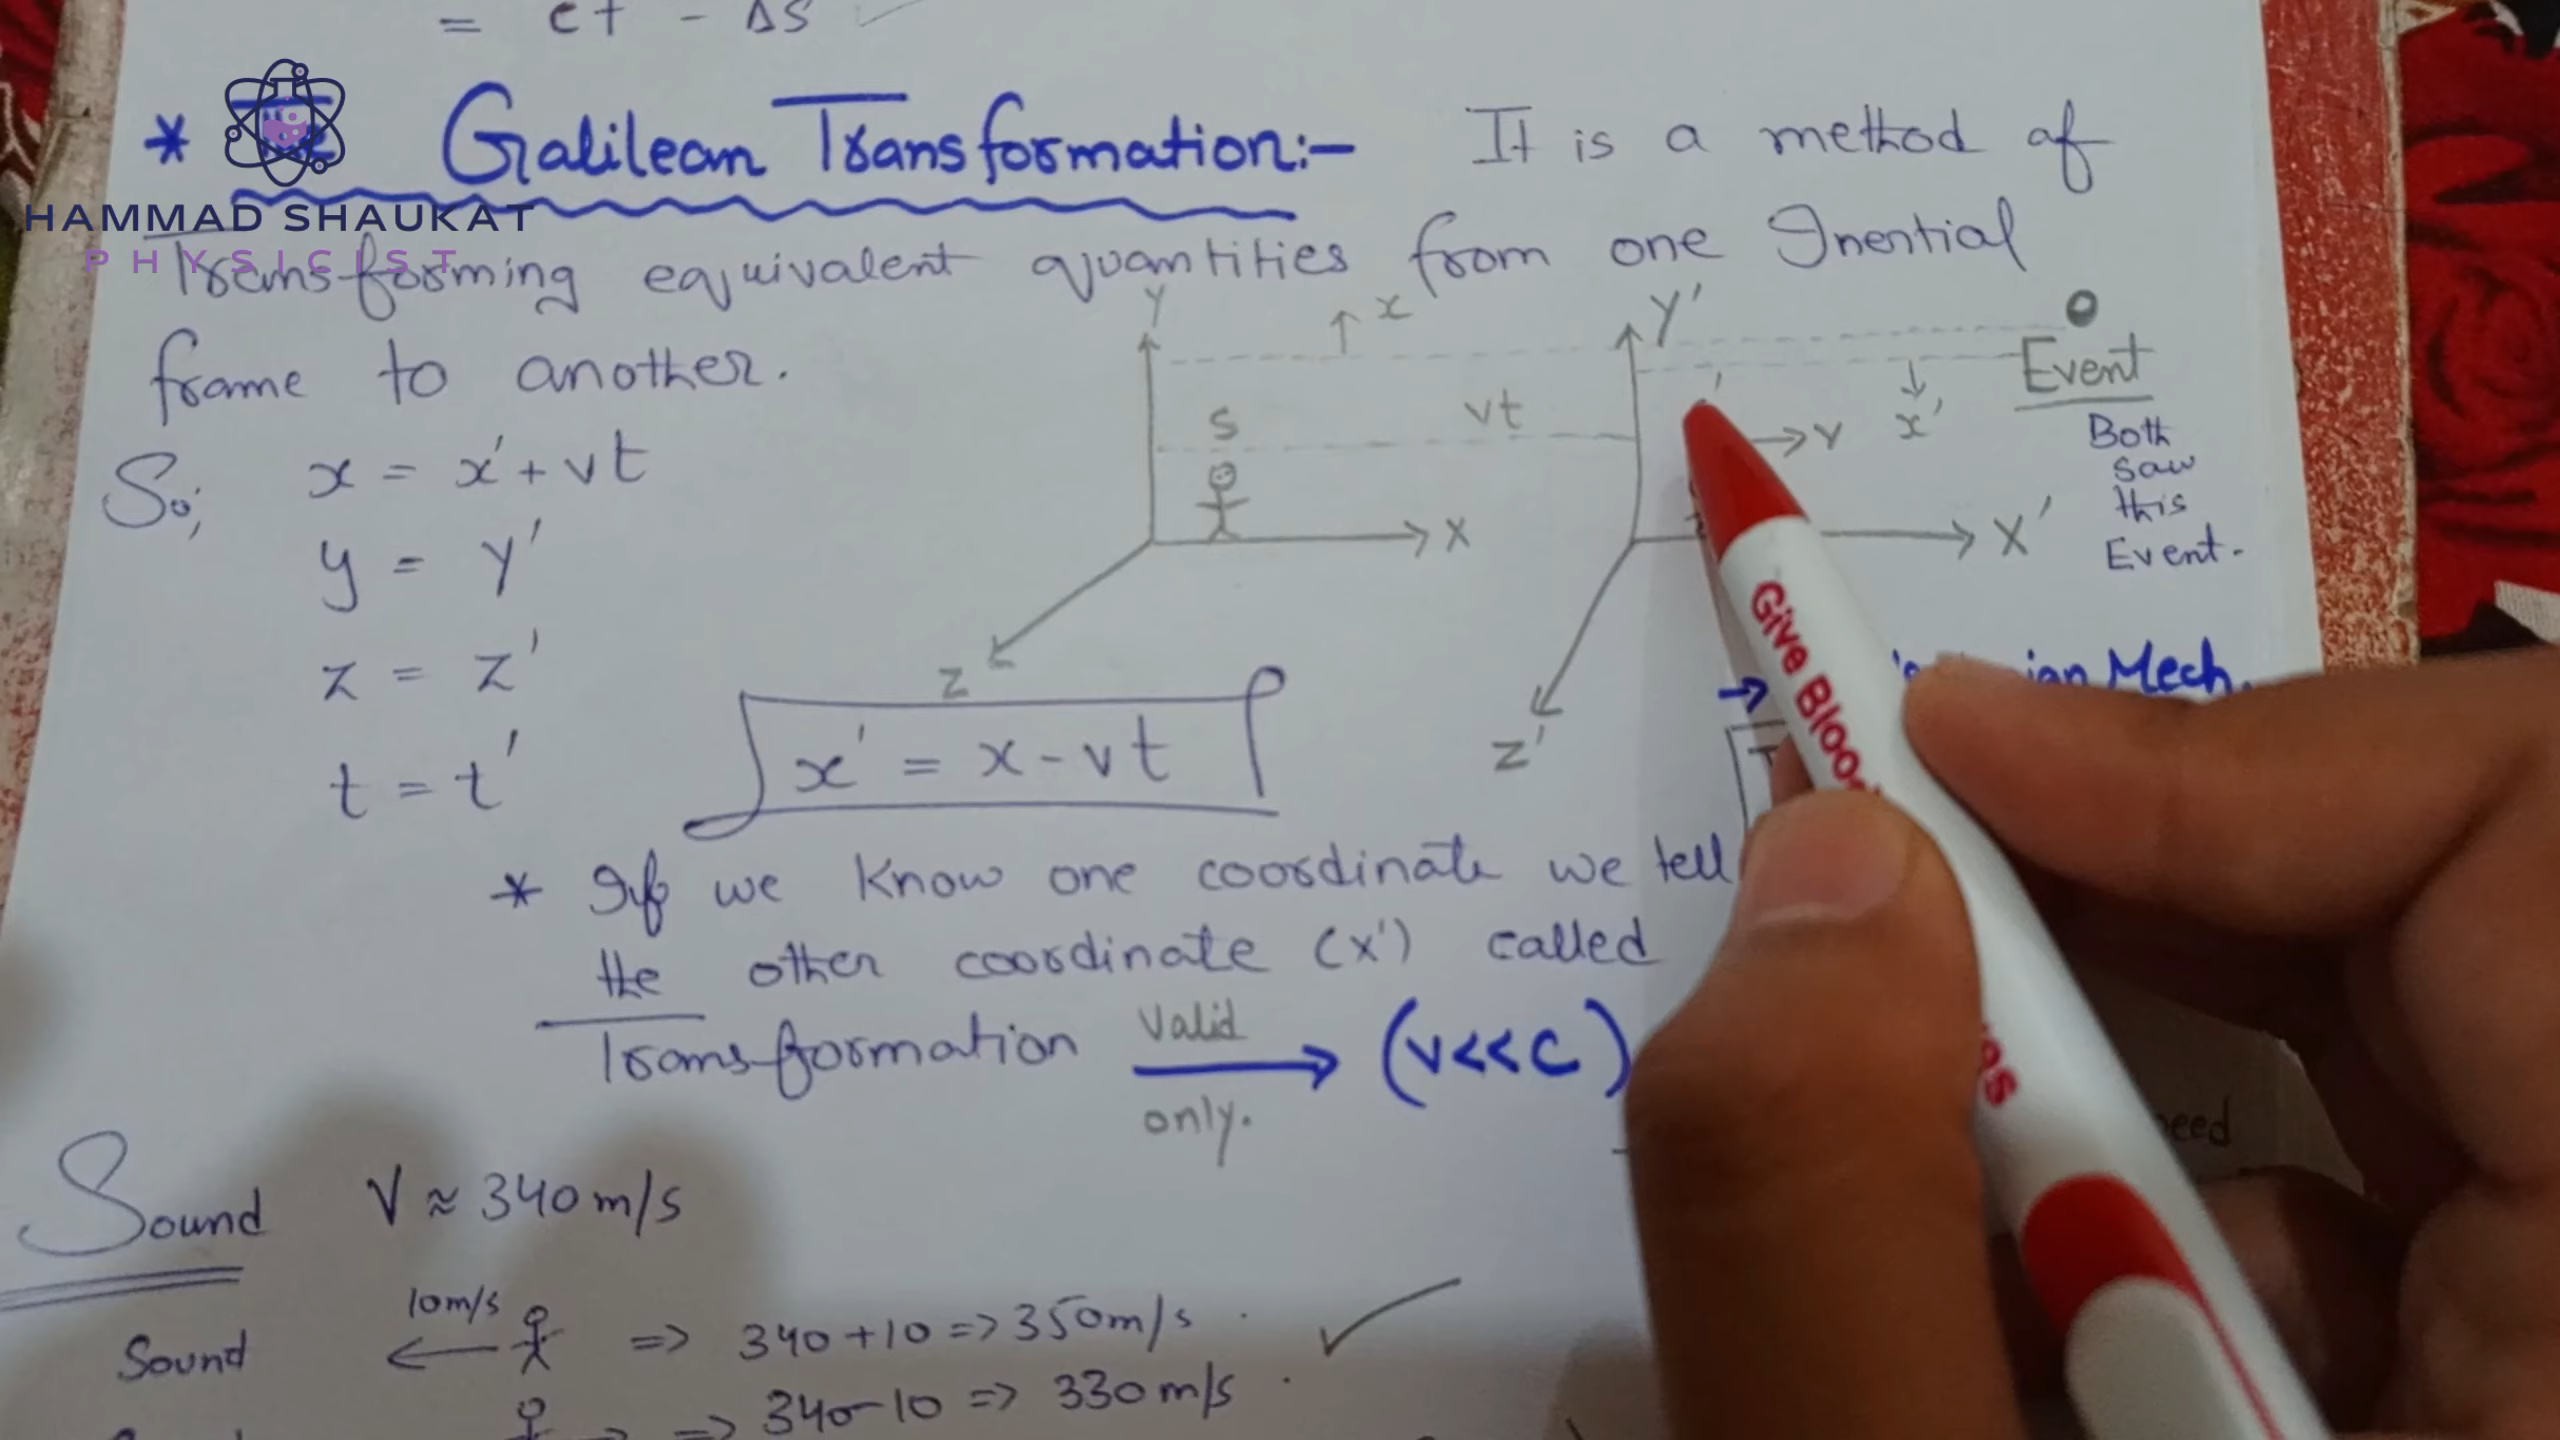 = ct - ΔS
* Galilean Transformation:- It is a method of
HAMMAD SHAUKAT
PHYSICIST
Transforming equivalent quantities from one Inertial
frame to another.
Y
x
Y'
Event
Both
saw
this
Event.
S
vt
'
→ v
x'
X
X'
Z
Z'
So; x = x' + vt
y = y'
z = z'
t = t'
x' = x - vt
Mech.
* If we know one coordinate we tell
the other coordinate (x') called
Transformation Valid only. → (v<<c)
Give Blood
Sound V ≈ 340 m/s
Sound 10m/s ← => 340+10 => 350m/s. ✓
=> 340-10 => 330 m/s.